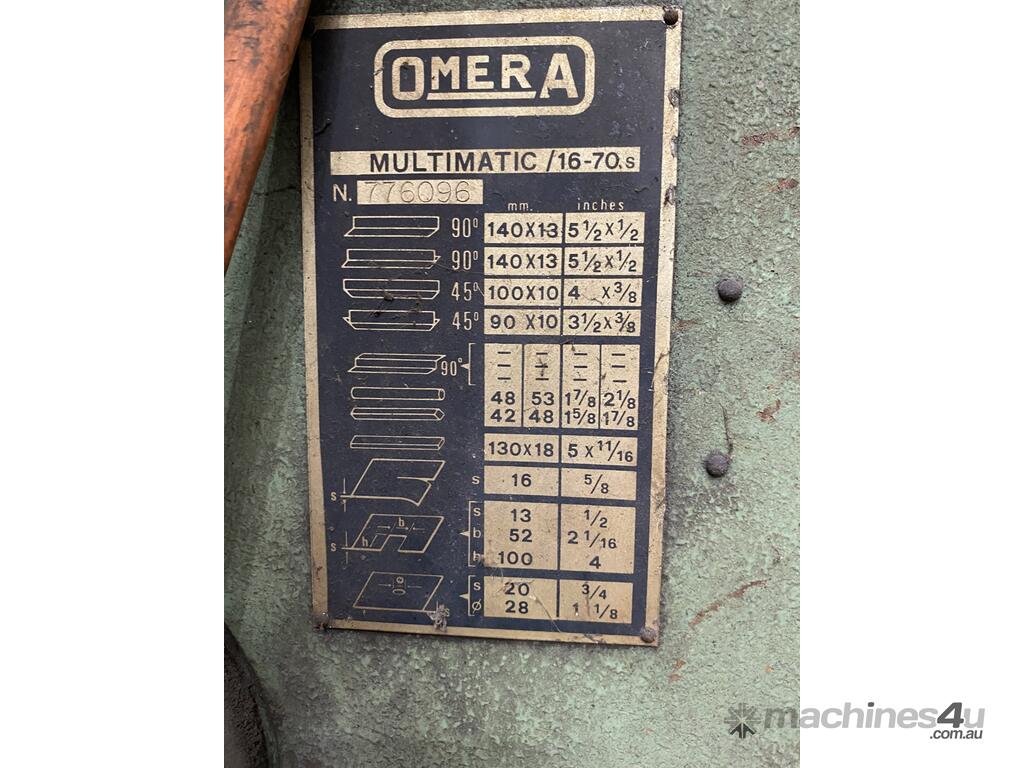 OMERA
MULTIMATIC /16-70.s
N. 776096
mm. inches
90° 140X13 5 1/2 x 1/2
90° 140X13 5 1/2 x 1/2
45° 100X10 4 x 3/8
45° 90 X10 3 1/2 x 3/8
90° — — — —
— — — —
— — — —
48 53 1 7/8 2 1/8
42 48 1 5/8 1 7/8
130X18 5 x 11/16
s s 16 5/8
s 13 1/2
s h b b 52 2 1/16
h 100 4
s 20 3/4
s ø 28 1 1/8
machines4u
.com.au